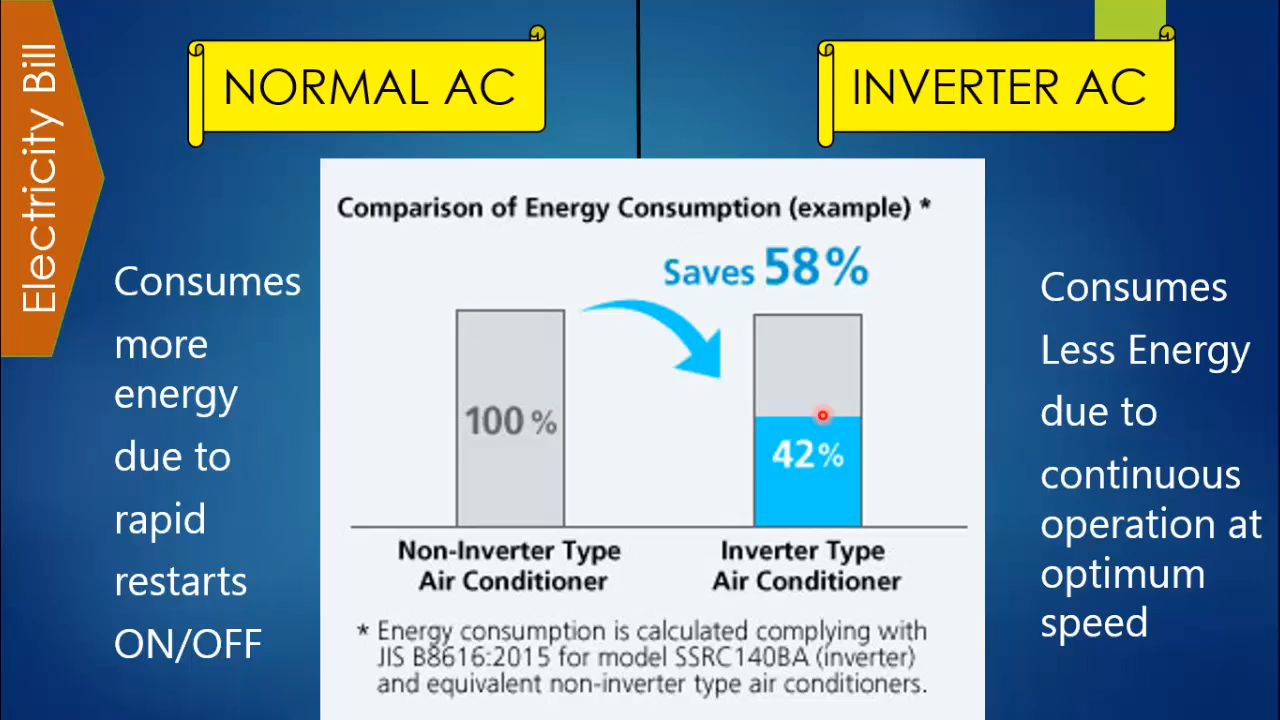 Electricity Bill
NORMAL AC
INVERTER AC
Consumes
more
energy
due to
rapid
restarts
ON/OFF
Comparison of Energy Consumption (example) *
Saves 58%
100 %
42%
Non-Inverter Type
Air Conditioner
Inverter Type
Air Conditioner
* Energy consumption is calculated complying with
JIS B8616:2015 for model SSRC140BA (inverter)
and equivalent non-inverter type air conditioners.
Consumes
Less Energy
due to
continuous
operation at
optimum
speed